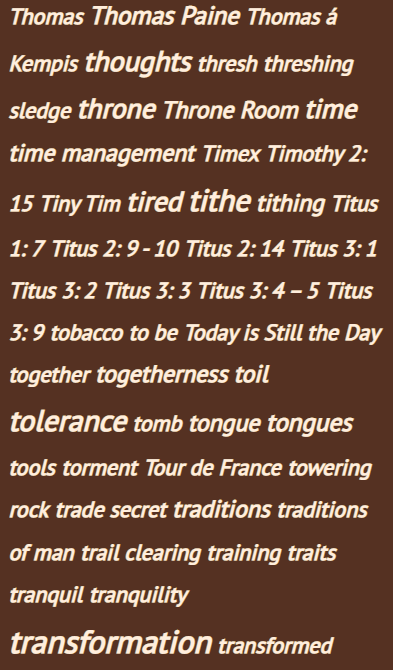 Thomas Thomas Paine Thomas á
Kempis thoughts thresh threshing
sledge throne Throne Room time
time management Timex Timothy 2:
15 Tiny Tim tired tithe tithing Titus
1: 7 Titus 2: 9 - 10 Titus 2: 14 Titus 3: 1
Titus 3: 2 Titus 3: 3 Titus 3: 4 – 5 Titus
3: 9 tobacco to be Today is Still the Day
together togetherness toil
tolerance tomb tongue tongues
tools torment Tour de France towering
rock trade secret traditions traditions
of man trail clearing training traits
tranquil tranquility
transformation transformed